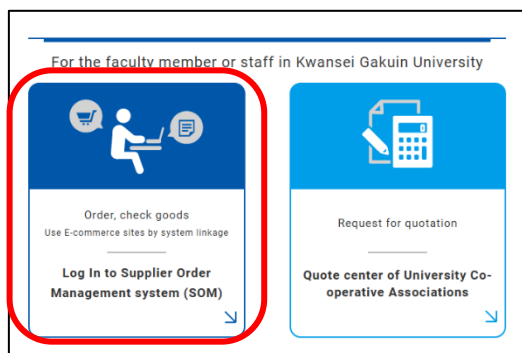 For the faculty member or staff in Kwansei Gakuin University
Order, check goods
Use E-commerce sites by system linkage
Log In to Supplier Order
Management system (SOM)
Request for quotation
Quote center of University Co-
operative Associations